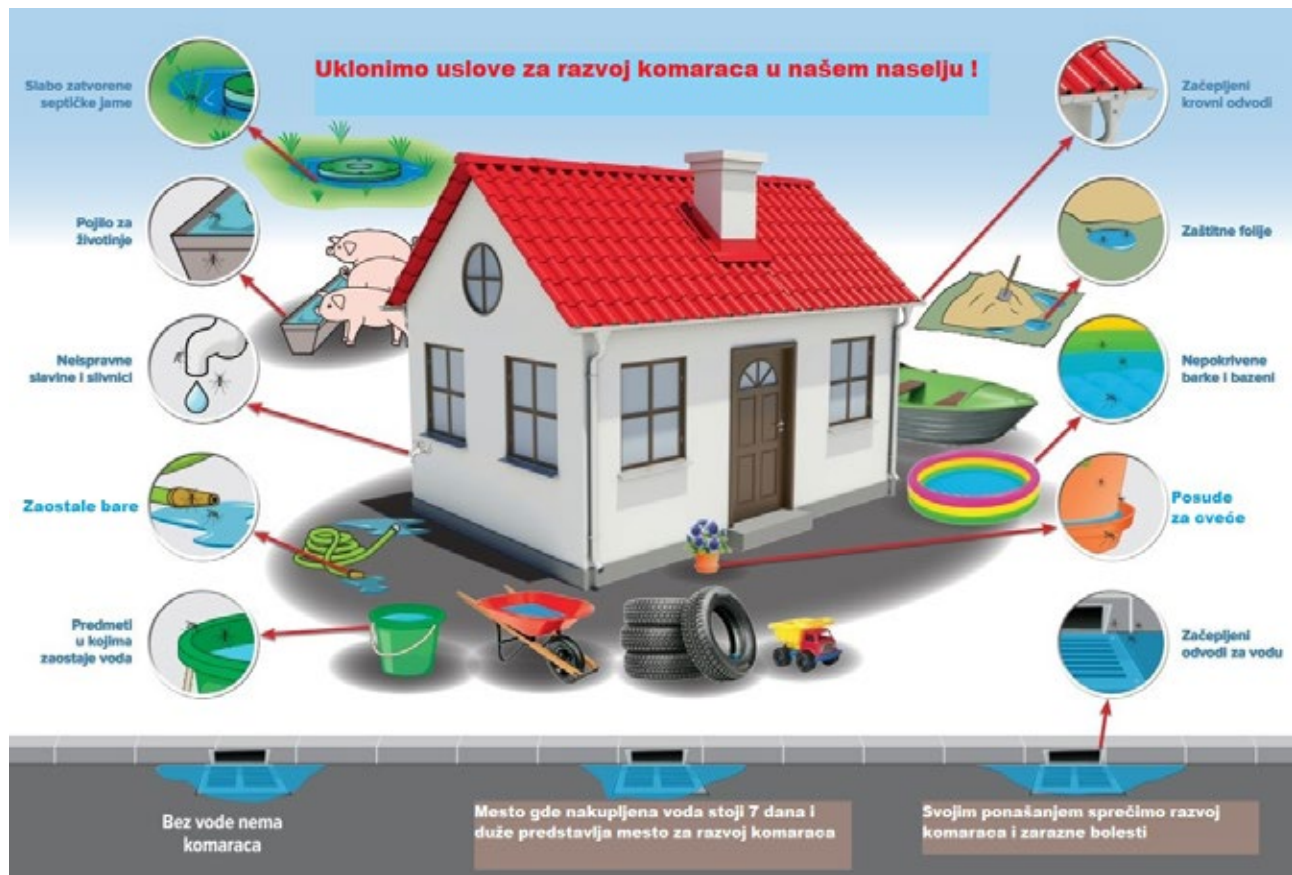 Uklonimo uslove za razvoj komaraca u našem naselju !
Slabo zatvorene
septičke jame
Pojilo za
životinje
Neispravne
slavine i slivnici
Zaostale bare
Predmeti
u kojima
zaostaje voda
Začepljeni
krovni odvodi
Zaštitne folije
Nepokrivene
barke i bazeni
Posude
za cveće
Začepljeni
odvodi za vodu
Bez vode nema
komaraca
Mesto gde nakupljena voda stoji 7 dana i
duže predstavlja mesto za razvoj komaraca
Svojim ponašanjem sprečimo razvoj
komaraca i zarazne bolesti